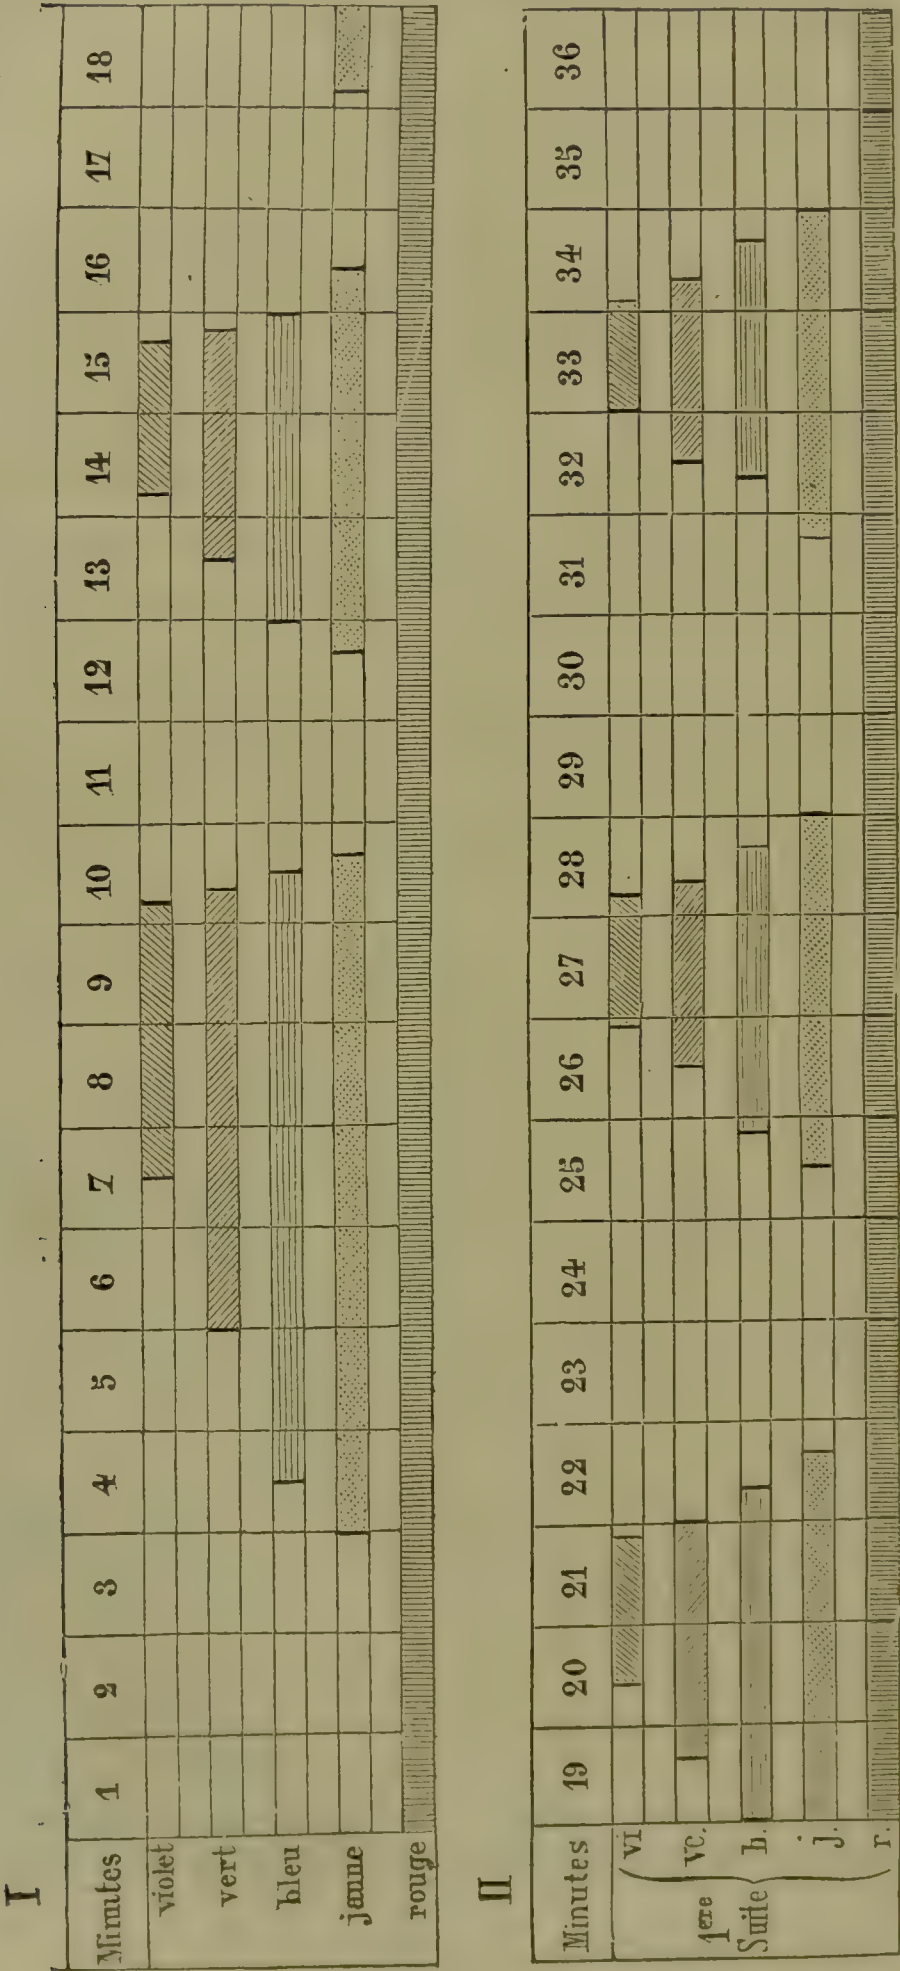 I
Minutes 1 2 3 4 5 6 7 8 9 10 11 12 13 14 15 16 17 18
violet
vert
bleu
jaune
rouge
II
Minutes 19 20 21 22 23 24 25 26 27 28 29 30 31 32 33 34 35 36
1ere
Suite
vi
vc.
b.
j.
r.